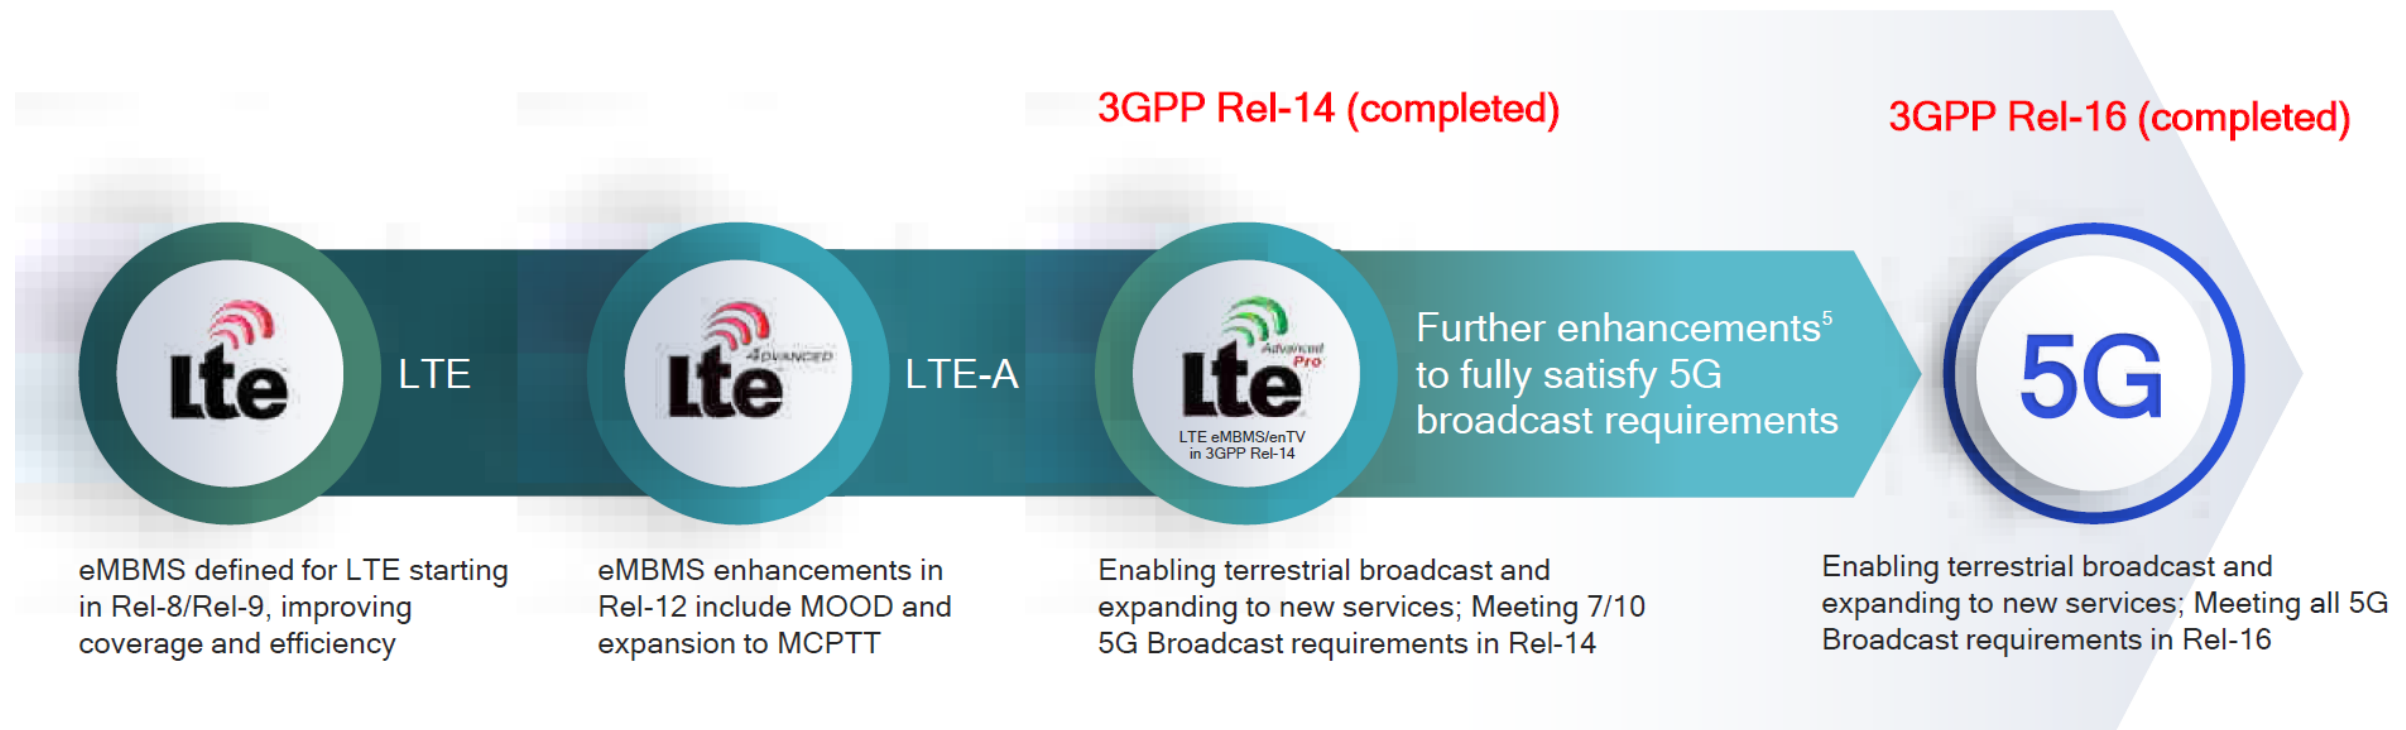 3GPP Rel-14 (completed)
3GPP Rel-16 (completed)
Lte
LTE
Lte
ADVANCED
LTE-A
Lte
Advanced
Pro
LTE eMBMS/enTV
in 3GPP Rel-14
Further enhancements5
to fully satisfy 5G
broadcast requirements
5G
eMBMS defined for LTE starting
in Rel-8/Rel-9, improving
coverage and efficiency
eMBMS enhancements in
Rel-12 include MOOD and
expansion to MCPTT
Enabling terrestrial broadcast and
expanding to new services; Meeting 7/10
5G Broadcast requirements in Rel-14
Enabling terrestrial broadcast and
expanding to new services; Meeting all 5G
Broadcast requirements in Rel-16